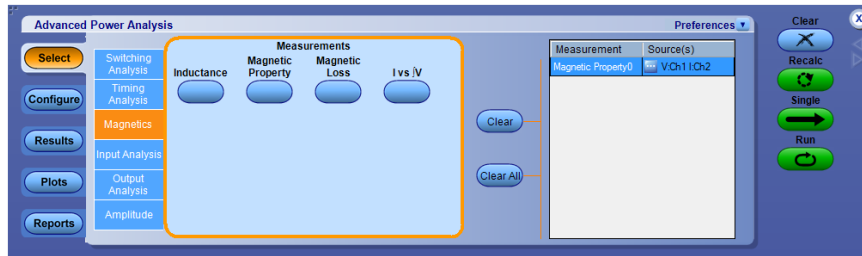 Advanced Power Analysis
Preferences
Clear
X
Select
Switching
Analysis
Measurements
Inductance
Magnetic
Property
Magnetic
Loss
I vs ∫V
Measurement Source(s)
Magnetic Property0 V:Ch1 I:Ch2
Recalc
Configure
Timing
Analysis
Single
Magnetics
Clear
Results
Input Analysis
Run
Plots
Output
Analysis
Clear All
Reports
Amplitude